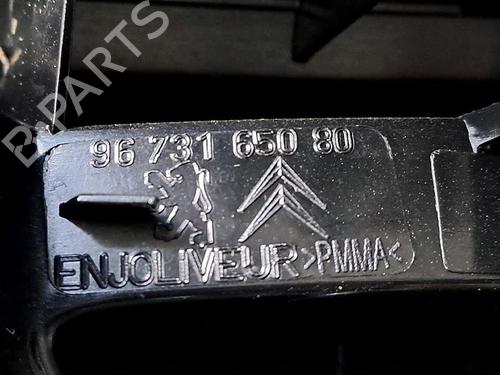 B-PARTS
96 731 650 80
ENJOLIVEUR >PMMA<